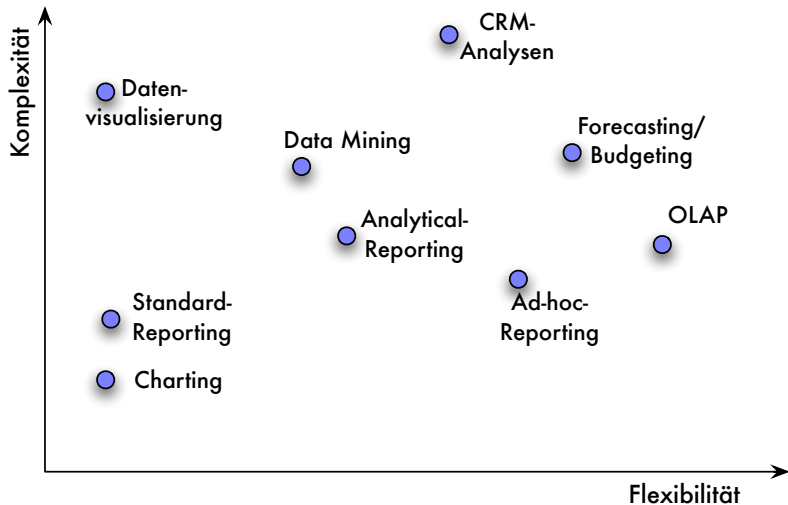 CRM-
Analysen
Komplexität
Daten-
visualisierung
Forecasting/
Budgeting
Data Mining
OLAP
Analytical-
Reporting
Standard-
Reporting
Ad-hoc-
Reporting
Charting
Flexibilität